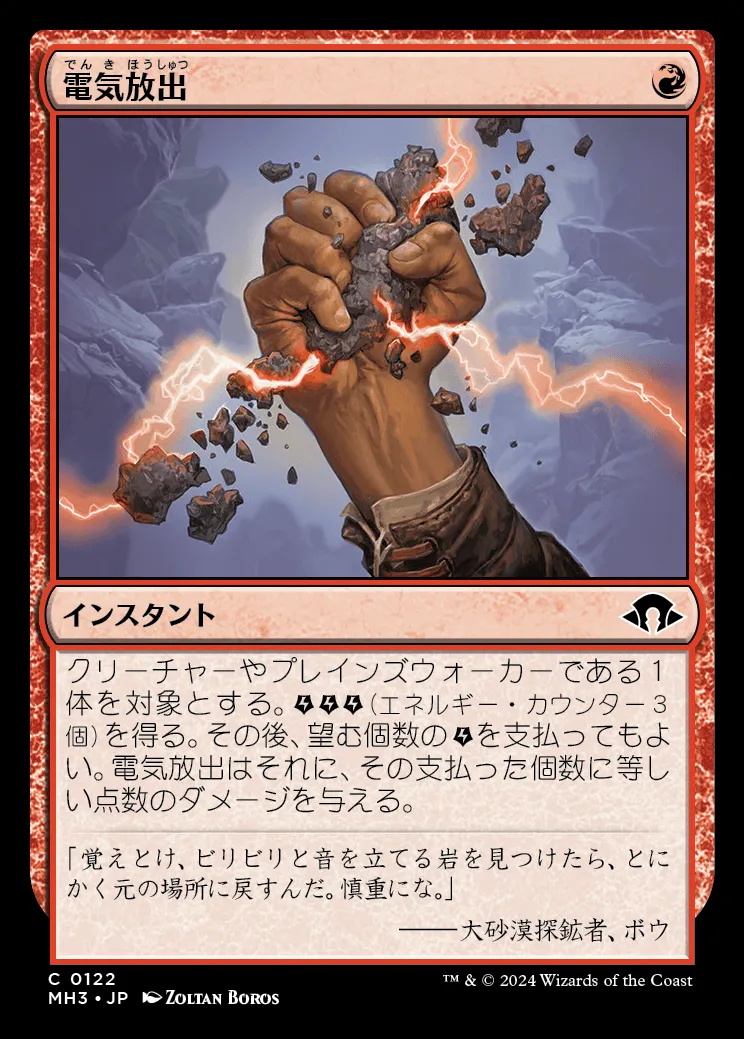 でんきほうしゅつ
電気放出
インスタント
クリーチャーやプレインズウォーカーである１
体を対象とする。(エネルギー・カウンター３
個)を得る。その後、望む個数のを支払ってもよ
い。電気放出はそれに、その支払った個数に等し
い点数のダメージを与える。
「覚えとけ、ビリビリと音を立てる岩を見つけたら、とに
かく元の場所に戻すんだ。慎重にな。」
——大砂漠探鉱者、ボウ
C 0122
™ & © 2024 Wizards of the Coast
MH3 • JP Zoltan Boros